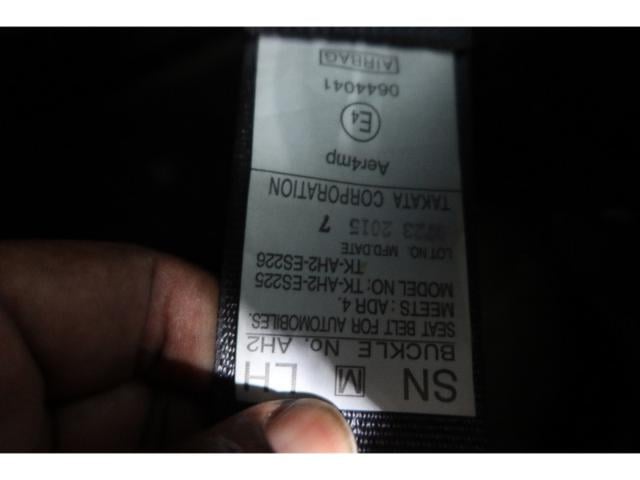 SN M LH
BUCKLE No. AH2
SEAT BELT FOR AUTOMOBILES.
MEETS : ADR 4.
MODEL NO: TK-AH2-ES225
TK-AH2-ES226
LOT NO. MFD.DATE
2015 7
TAKATA CORPORATION
Aer4mp
E4
0644041
AIRBAG